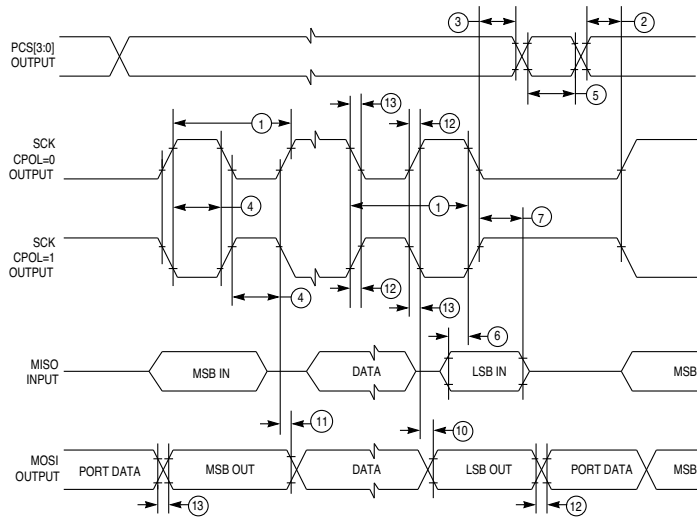 3
2
PCS[3:0]
OUTPUT
5
13
12
1
SCK
CPOL=0
OUTPUT
4
1
7
SCK
CPOL=1
OUTPUT
4
12
13
6
MISO
INPUT
MSB IN
DATA
LSB IN
MSB
11
10
MOSI
OUTPUT
PORT DATA
MSB OUT
DATA
LSB OUT
PORT DATA
MSB
13
12